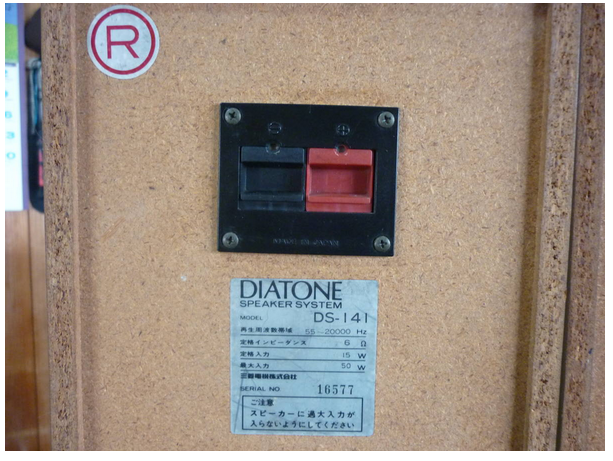 R
⊖ ⊕
MADE IN JAPAN
DIATONE
SPEAKER SYSTEM
MODEL DS-141
再生周波数帯域 55-20000 Hz
定格インピーダンス 6 Ω
定格入力 15 W
最大入力 50 W
三菱電機株式会社
SERIAL NO 16577
ご注意
スピーカーに過大入力が
入らないようにしてください